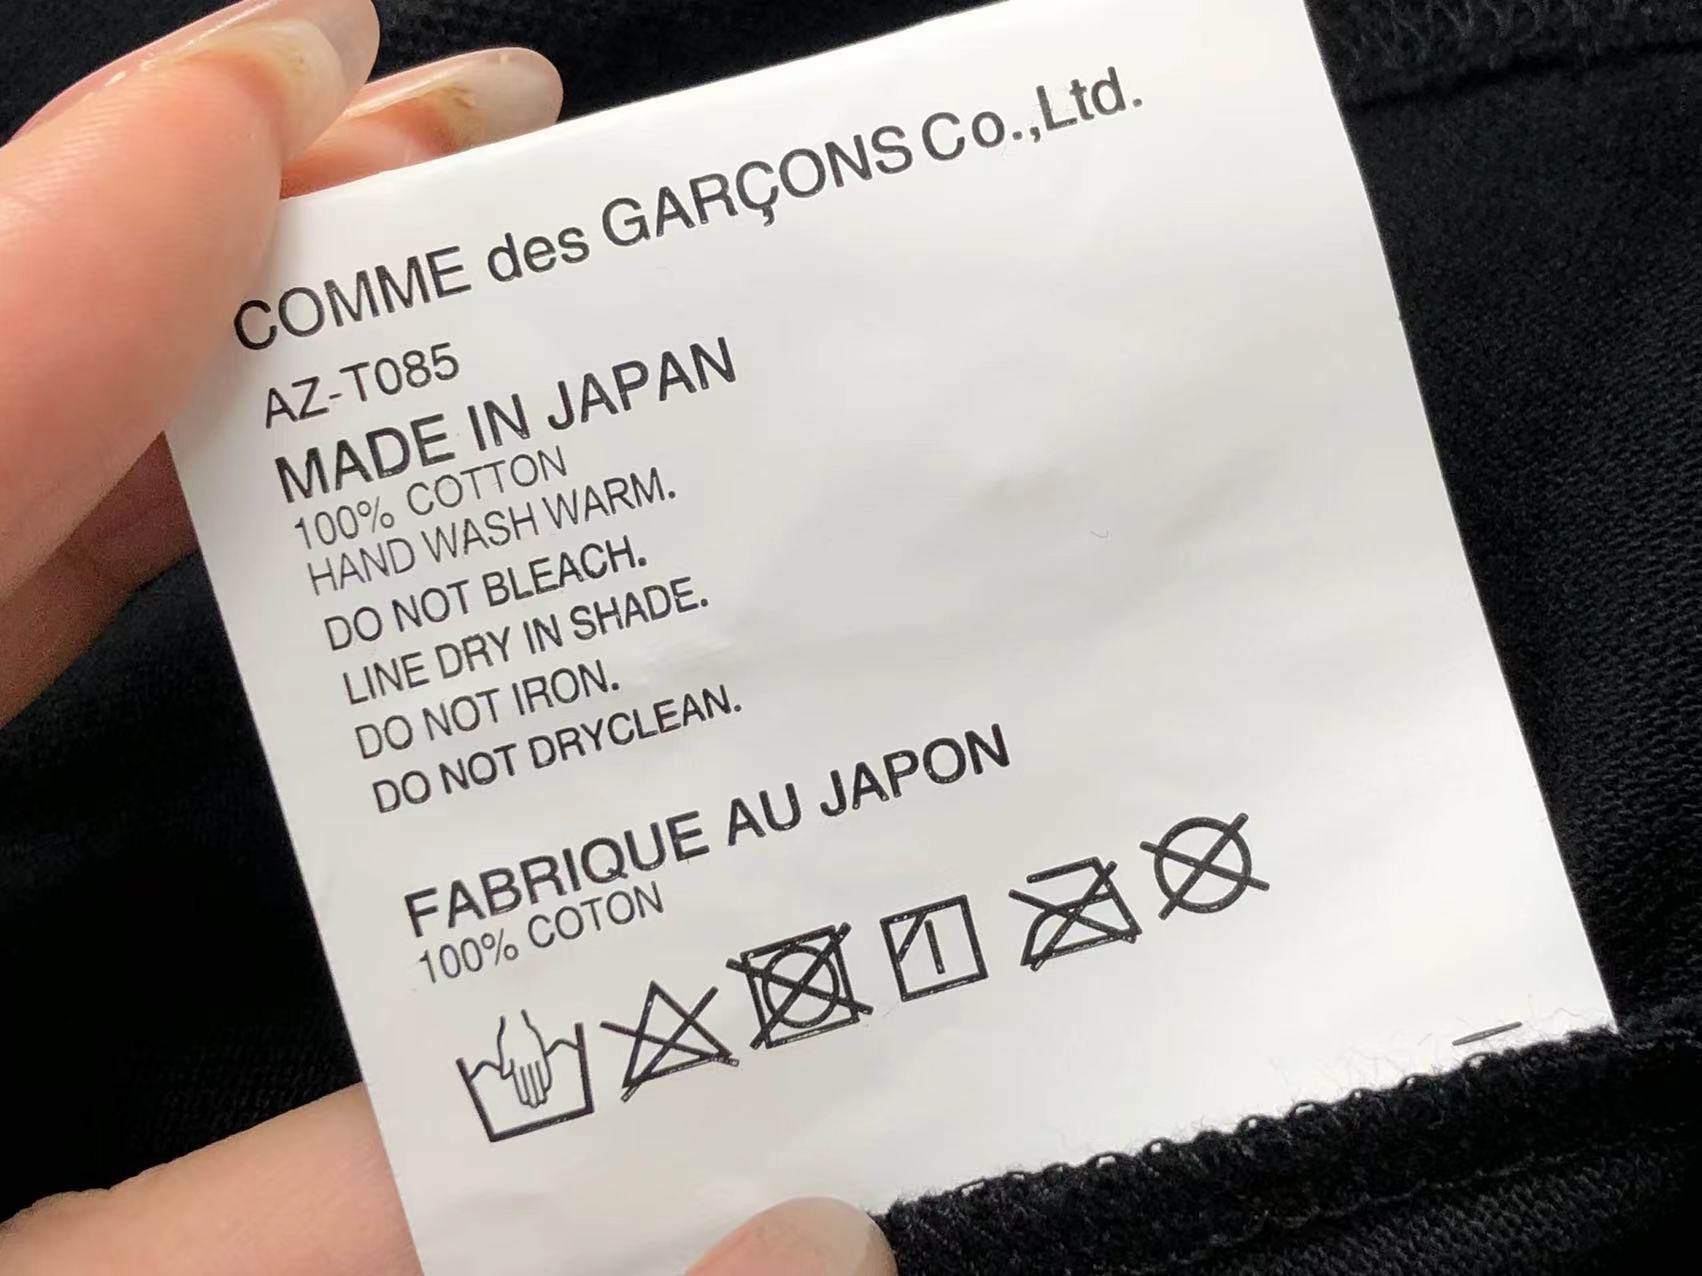 COMME des GARÇONS Co.,Ltd.
AZ-T085
MADE IN JAPAN
100% COTTON
HAND WASH WARM.
DO NOT BLEACH.
LINE DRY IN SHADE.
DO NOT IRON.
DO NOT DRYCLEAN.
FABRIQUE AU JAPON
100% COTON